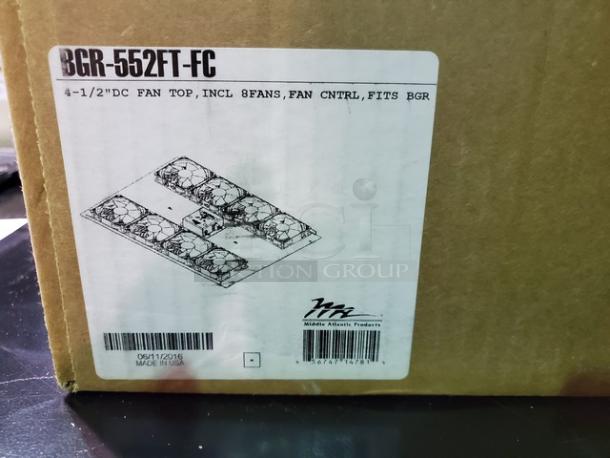 BGR-552FT-FC
4-1/2"DC FAN TOP,INCL 8FANS,FAN CNTRL,FITS BGR
GROUP
Middle Atlantic Products
06/11/2016
MADE IN USA